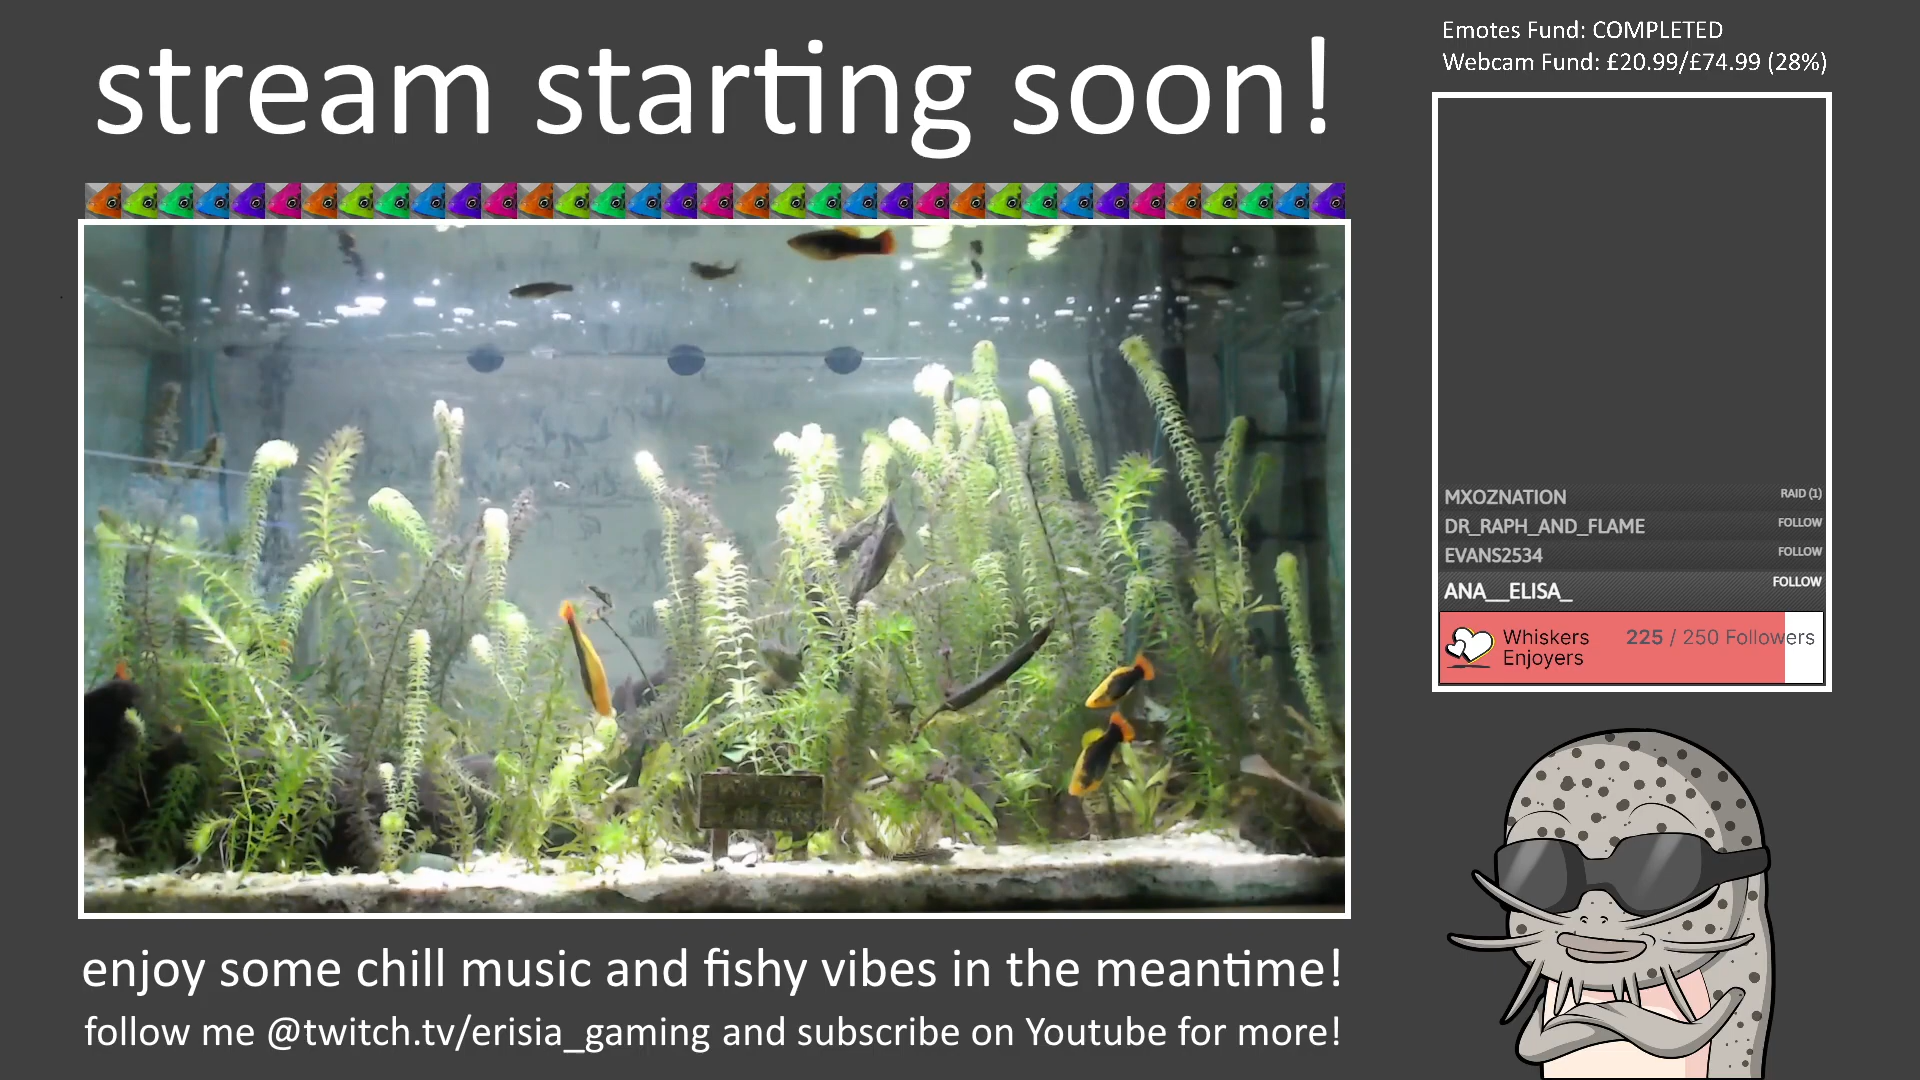 stream starting soon!
Emotes Fund: COMPLETED
Webcam Fund: £20.99/£74.99 (28%)
MXOZNATION RAID (1)
DR_RAPH_AND_FLAME FOLLOW
EVANS2534 FOLLOW
ANA__ELISA_ FOLLOW
Whiskers Enjoyers
225 / 250 Followers
enjoy some chill music and fishy vibes in the meantime!
follow me @twitch.tv/erisia_gaming and subscribe on Youtube for more!